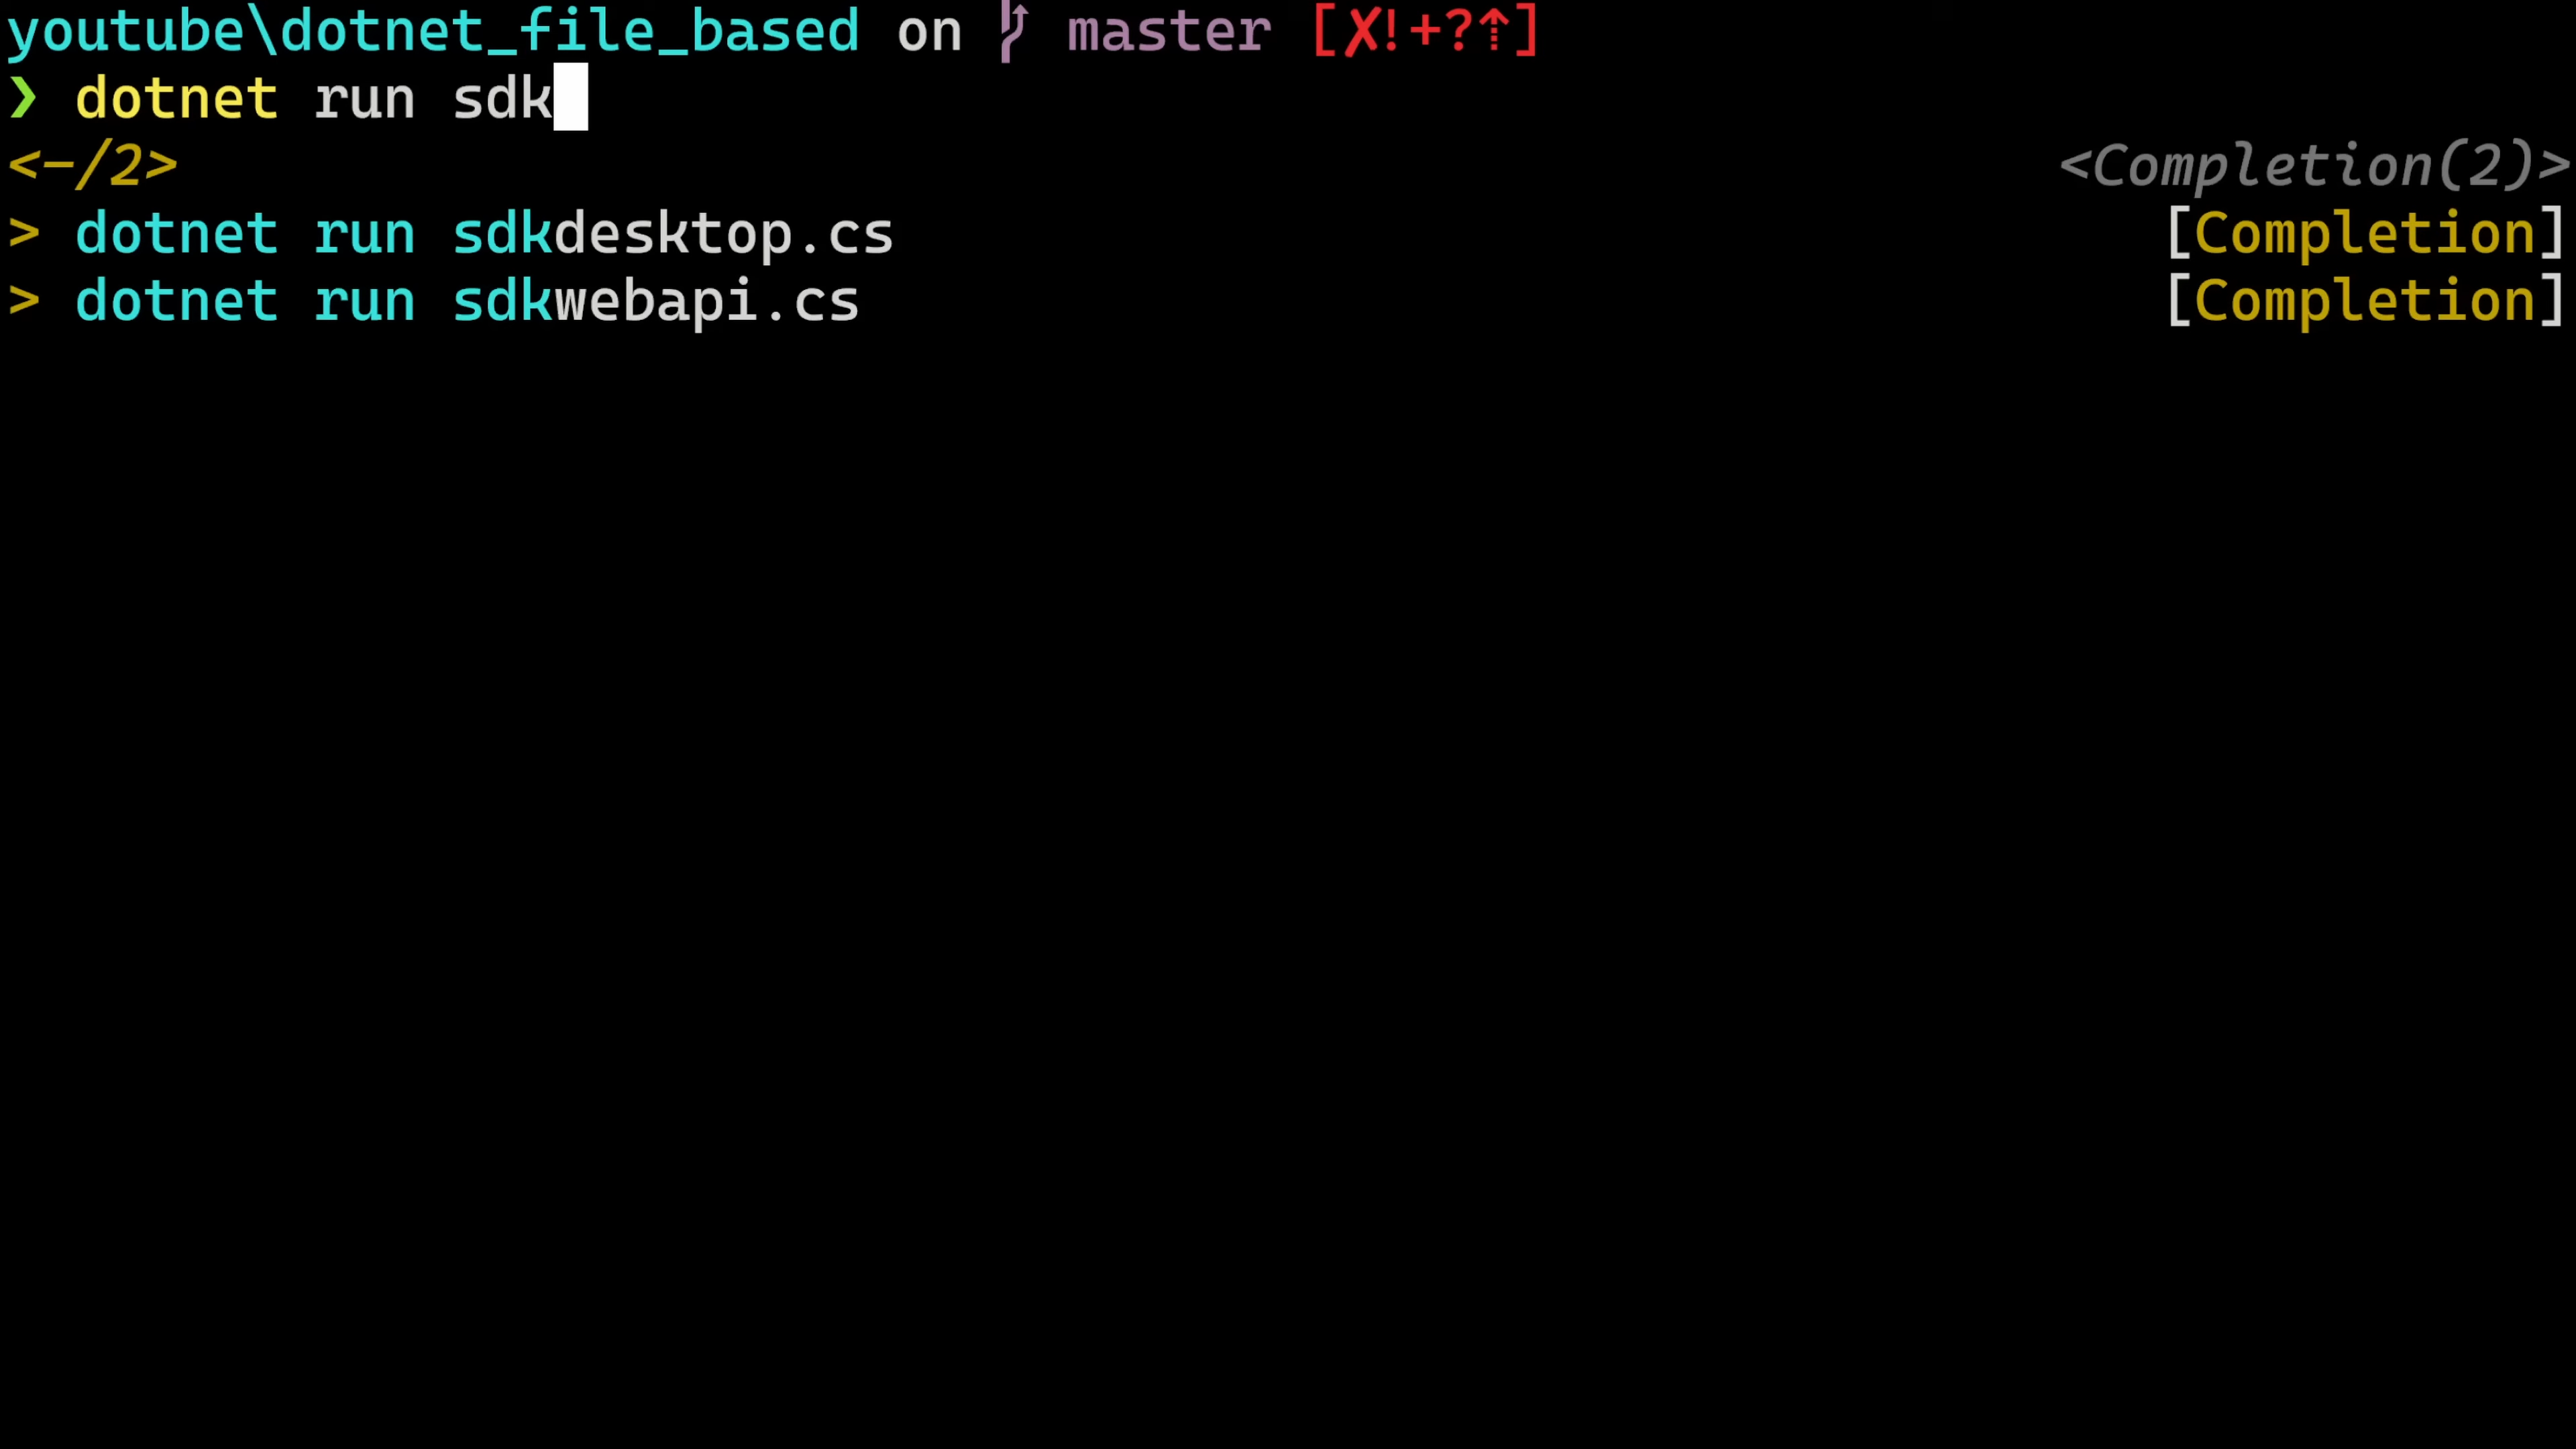 youtube\dotnet_file_based on  master [✘!+?⇡]
❯ dotnet run sdk
<-/2> <Completion(2)>
> dotnet run sdkdesktop.cs [Completion]
> dotnet run sdkwebapi.cs [Completion]